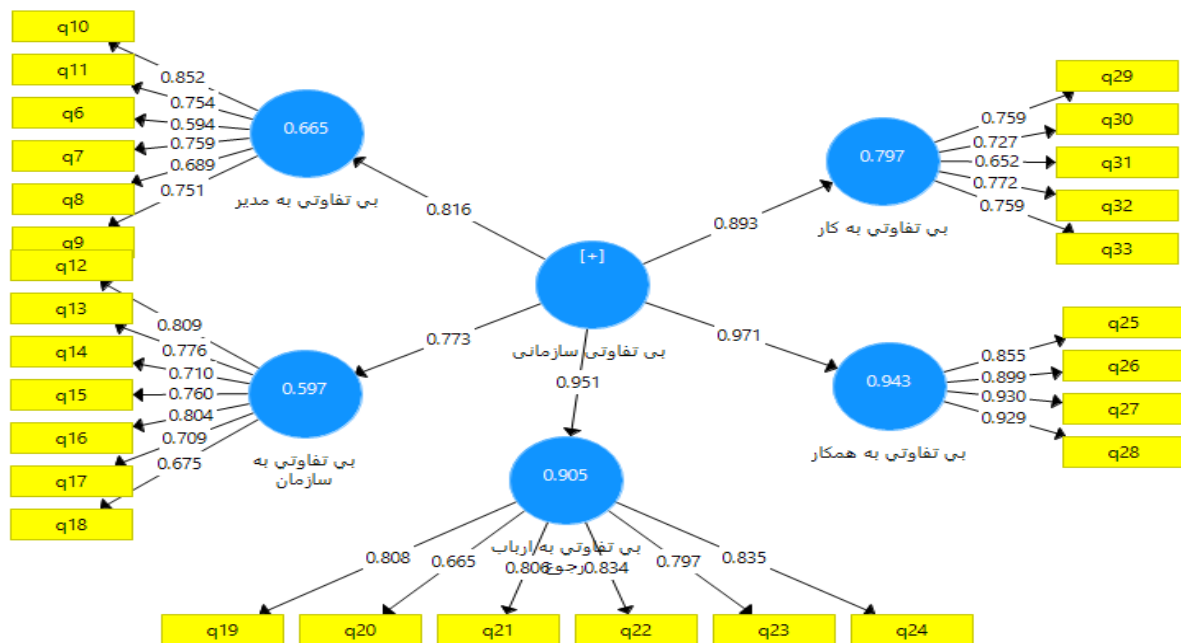 q10
q11
q6
q7
q8
q9
0.852
0.754
0.594
0.759
0.689
0.751
0.665
بی تفاوتی به مدیر
0.816
q12
q13
q14
q15
q16
q17
q18
0.809
0.776
0.710
0.760
0.804
0.709
0.675
0.597
بی تفاوتی به
سازمان
0.773
[+]
بی تفاوتی سازمانی
0.893
0.797
بی تفاوتی به کار
0.759
0.727
0.652
0.772
0.759
q29
q30
q31
q32
q33
0.971
0.943
بی تفاوتی به همکار
0.855
0.899
0.930
0.929
q25
q26
q27
q28
0.951
0.905
بی تفاوتی به ارباب
رجوع
0.808
0.665
0.806
0.834
0.797
0.835
q19
q20
q21
q22
q23
q24